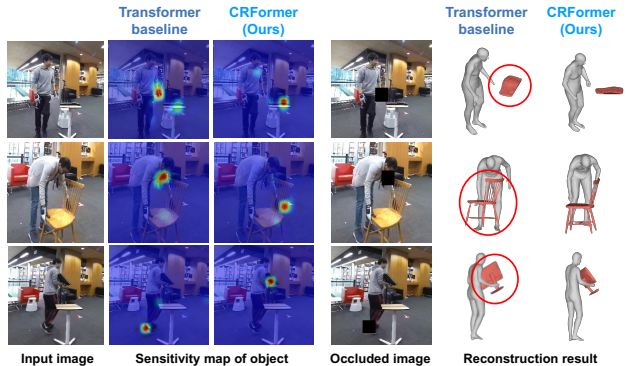 Transformer
baseline
CRFormer
(Ours)
Transformer
baseline
CRFormer
(Ours)
Input image
Sensitivity map of object
Occluded image
Reconstruction result